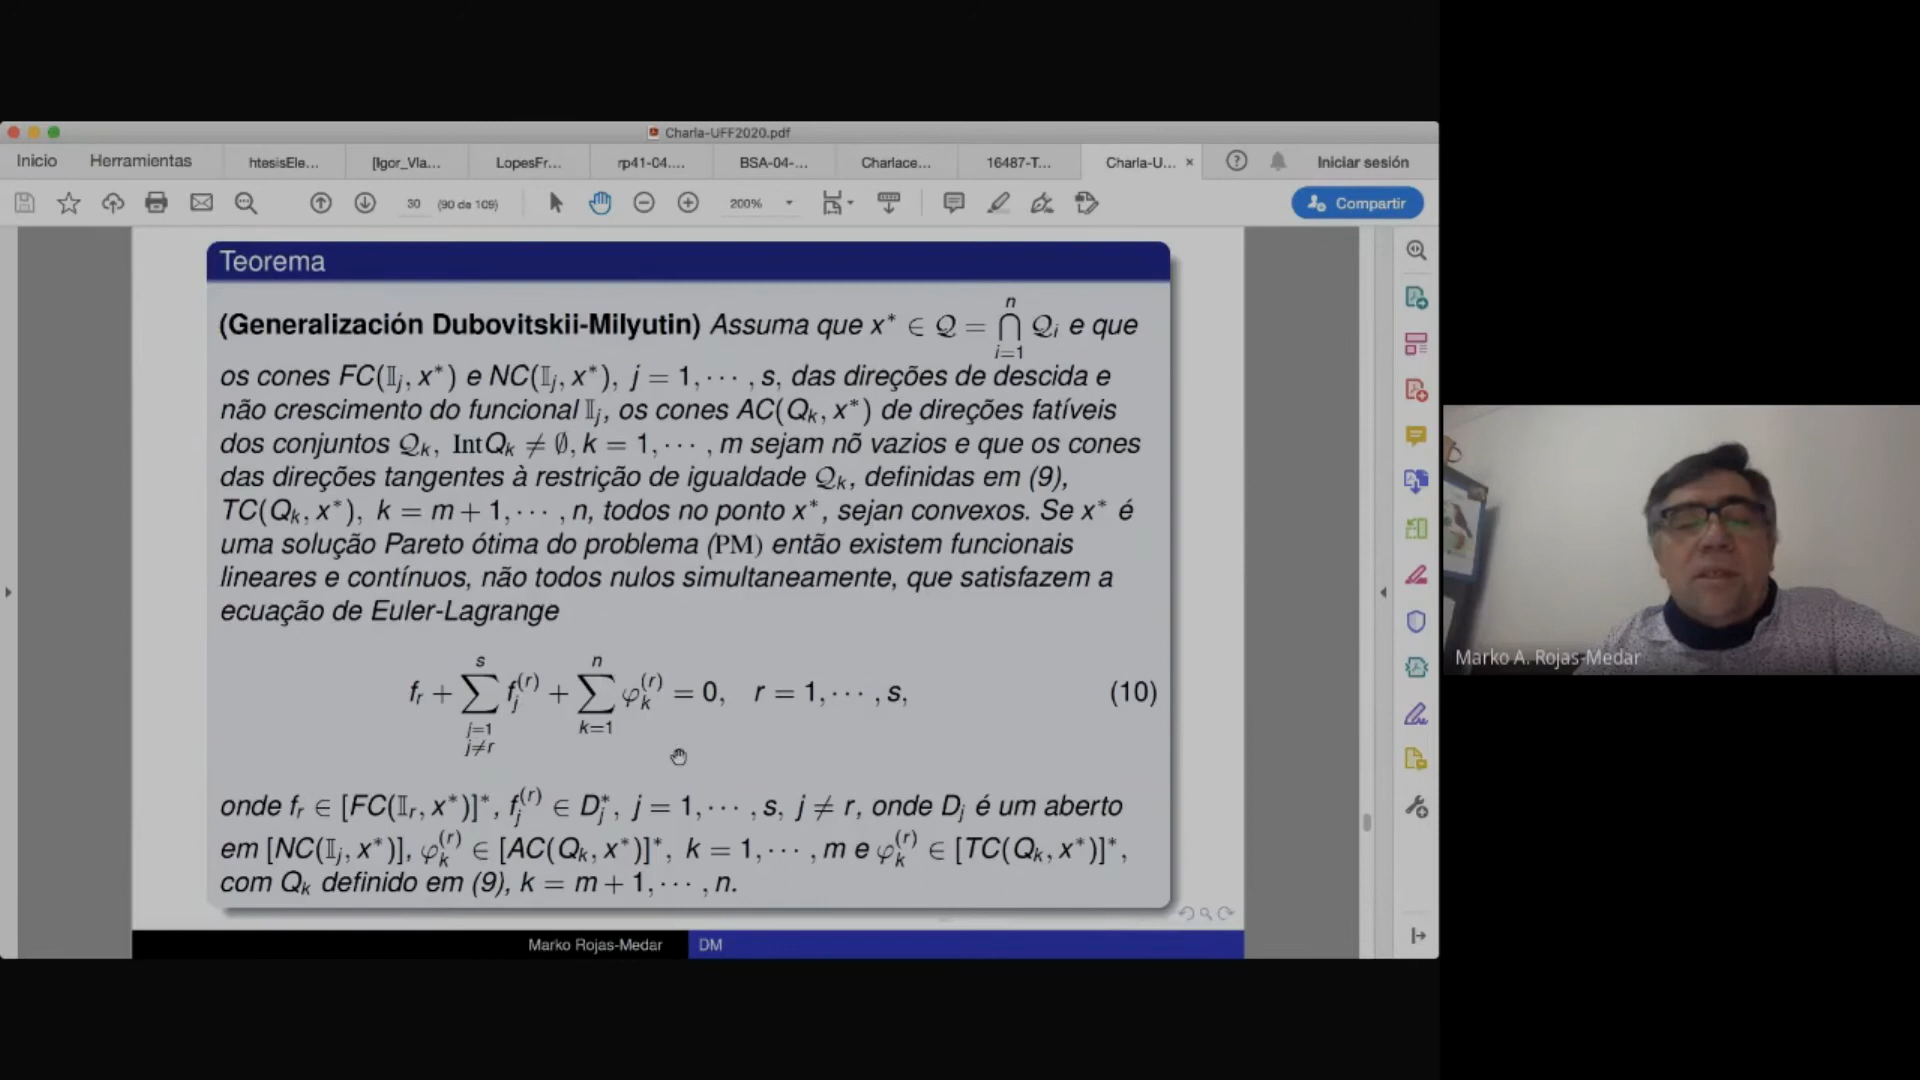 Charla-UFF2020.pdf
Inicio Herramientas htesisEle... [Igor_Vla... LopesFr... rp41-04.... BSA-04-... Charlace... 16487-T... Charla-U... × Iniciar sesión
30 (90 de 109) 200% Compartir
Teorema
(Generalización Dubovitskii-Milyutin) Assuma que x* ∈ 𝒬 = ⋂_{i=1}^{n} 𝒬_i e que
os cones FC(𝕀_j, x*) e NC(𝕀_j, x*), j = 1, ··· , s, das direções de descida e
não crescimento do funcional 𝕀_j, os cones AC(Q_k, x*) de direções fatíveis
dos conjuntos 𝒬_k, IntQ_k ≠ ∅, k = 1, ··· , m sejam nõ vazios e que os cones
das direções tangentes à restrição de igualdade 𝒬_k, definidas em (9),
TC(Q_k, x*), k = m + 1, ··· , n, todos no ponto x*, sejan convexos. Se x* é
uma solução Pareto ótima do problema (PM) então existem funcionais
lineares e contínuos, não todos nulos simultaneamente, que satisfazem a
ecuação de Euler-Lagrange
f_r + ∑_{j=1, j≠r}^{s} f_j^{(r)} + ∑_{k=1}^{n} φ_k^{(r)} = 0, r = 1, ··· , s, (10)
onde f_r ∈ [FC(𝕀_r, x*)]*, f_j^{(r)} ∈ D_j*, j = 1, ··· , s, j ≠ r, onde D_j é um aberto
em [NC(𝕀_j, x*)], φ_k^{(r)} ∈ [AC(Q_k, x*)]*, k = 1, ··· , m e φ_k^{(r)} ∈ [TC(Q_k, x*)]*,
com Q_k definido em (9), k = m + 1, ··· , n.
Marko Rojas-Medar DM
Marko A. Rojas-Medar